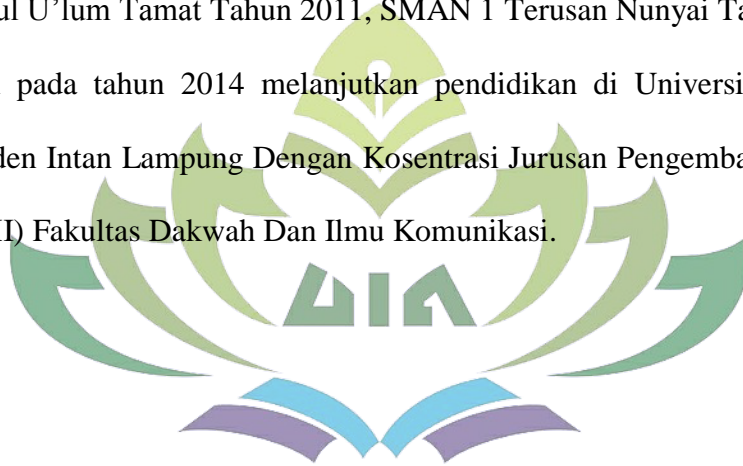 ul U’lum Tamat Tahun 2011, SMAN 1 Terusan Nunyai Ta
pada tahun 2014 melanjutkan pendidikan di Universi
den Intan Lampung Dengan Kosentrasi Jurusan Pengemba
I) Fakultas Dakwah Dan Ilmu Komunikasi.
UIN